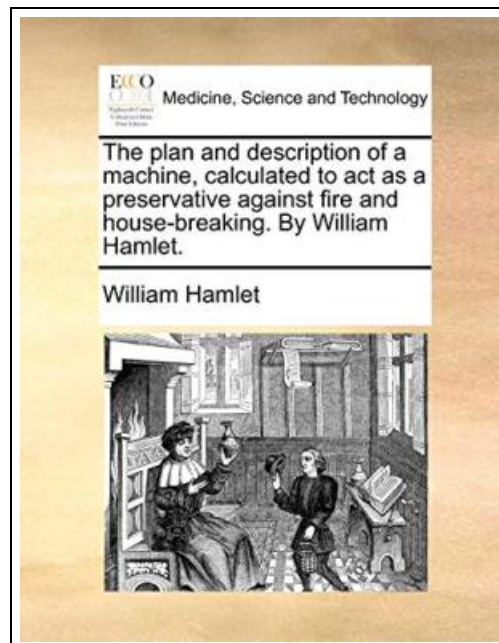 ECCO
Medicine, Science and Technology
The plan and description of a
machine, calculated to act as a
preservative against fire and
house-breaking. By William
Hamlet.
William Hamlet